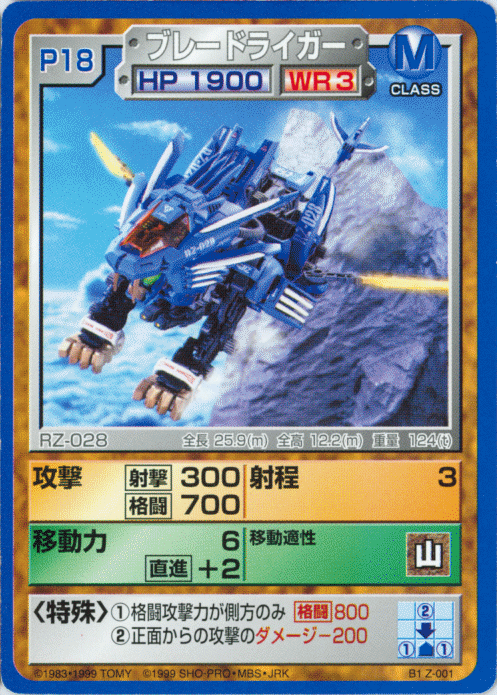 P18
ブレードライガー
HP 1900
WR 3
M
CLASS
RZ-028
RZ-028
全長 25.9(m) 全高 12.2(m) 重量 124(t)
攻撃 射撃 300
格闘 700
射程 3
移動力 6
直進 +2
移動適性
山
〈特殊〉①格闘攻撃力が側方のみ 格闘 800
②正面からの攻撃のダメージ-200
②
① ①
©1983・1999 TOMY ©1999 SHO-PRO・MBS・JRK
B1 Z-001